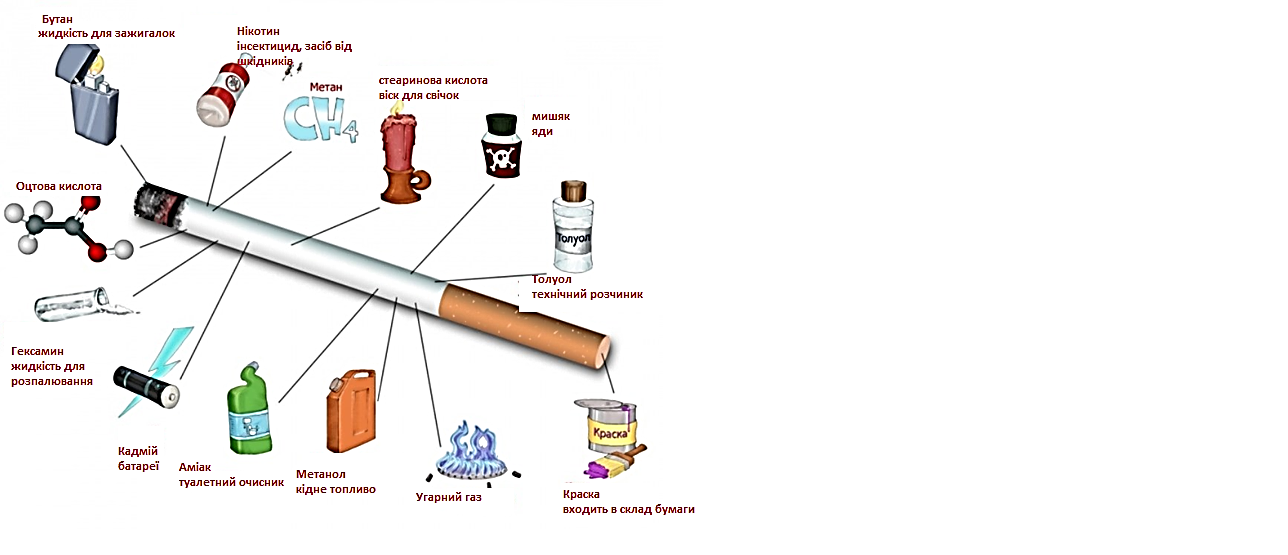 Бутан
жидкість для зажигалок
Нікотин
інсектицид, засіб від
шкідників
Метан
CH4
стеаринова кислота
віск для свічок
мишяк
яди
Оцтова кислота
Толуол
Толуол
технічний розчиник
Гексамин
жидкість для
розпалювання
Кадмій
батареї
Аміак
туалетний очисник
Метанол
кідне топливо
Угарний газ
Краска
Краска
входить в склад бумаги